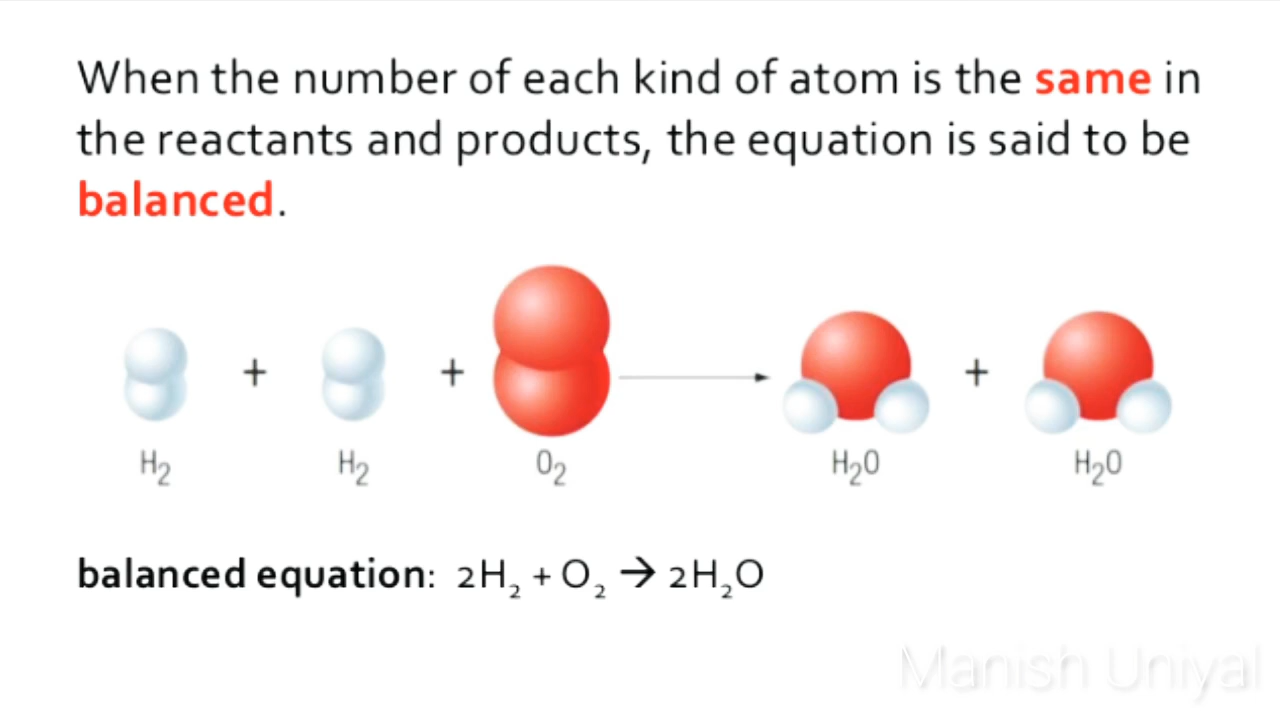 When the number of each kind of atom is the same in
the reactants and products, the equation is said to be
balanced.
+ + +
H₂ H₂ O₂ H₂O H₂O
balanced equation: 2H₂ + O₂ → 2H₂O
Manish Uniyal